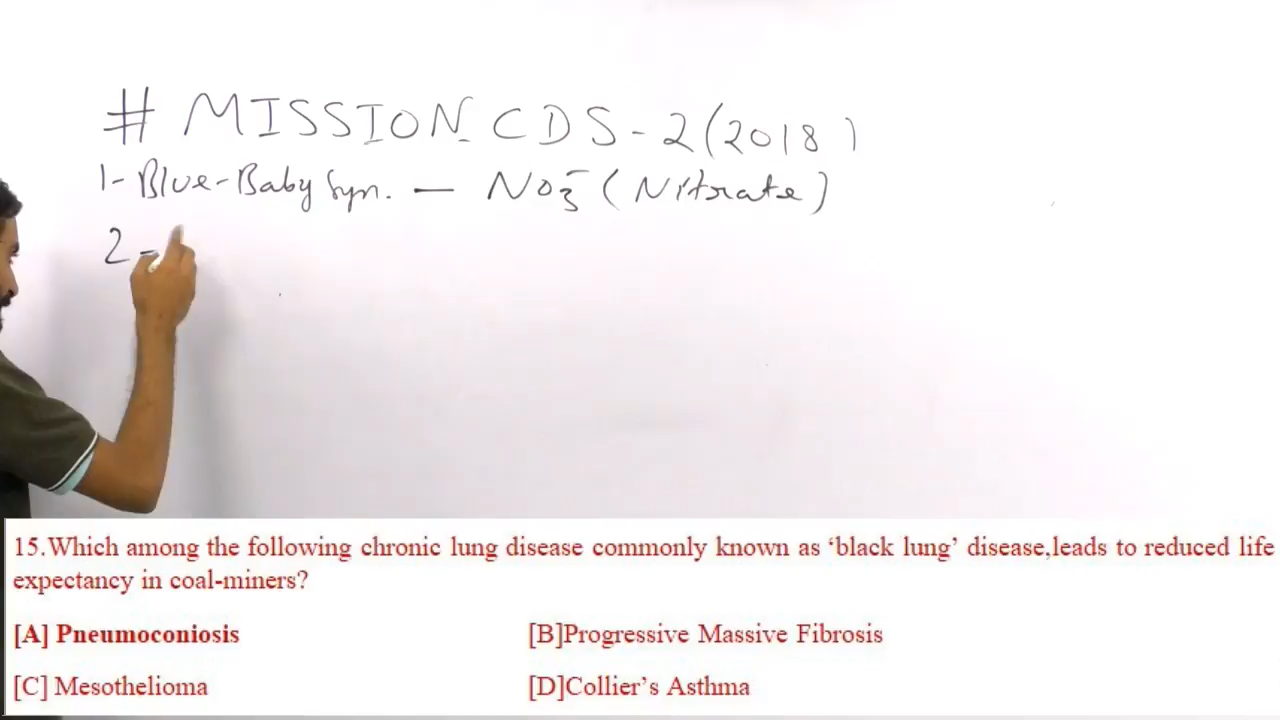 # MISSION CDS-2(2018)
1- Blue-Baby Syn. — NO3⁻ (Nitrate)
2-
15.Which among the following chronic lung disease commonly known as ‘black lung’ disease,leads to reduced life
expectancy in coal-miners?
[A] Pneumoconiosis [B]Progressive Massive Fibrosis
[C] Mesothelioma [D]Collier’s Asthma